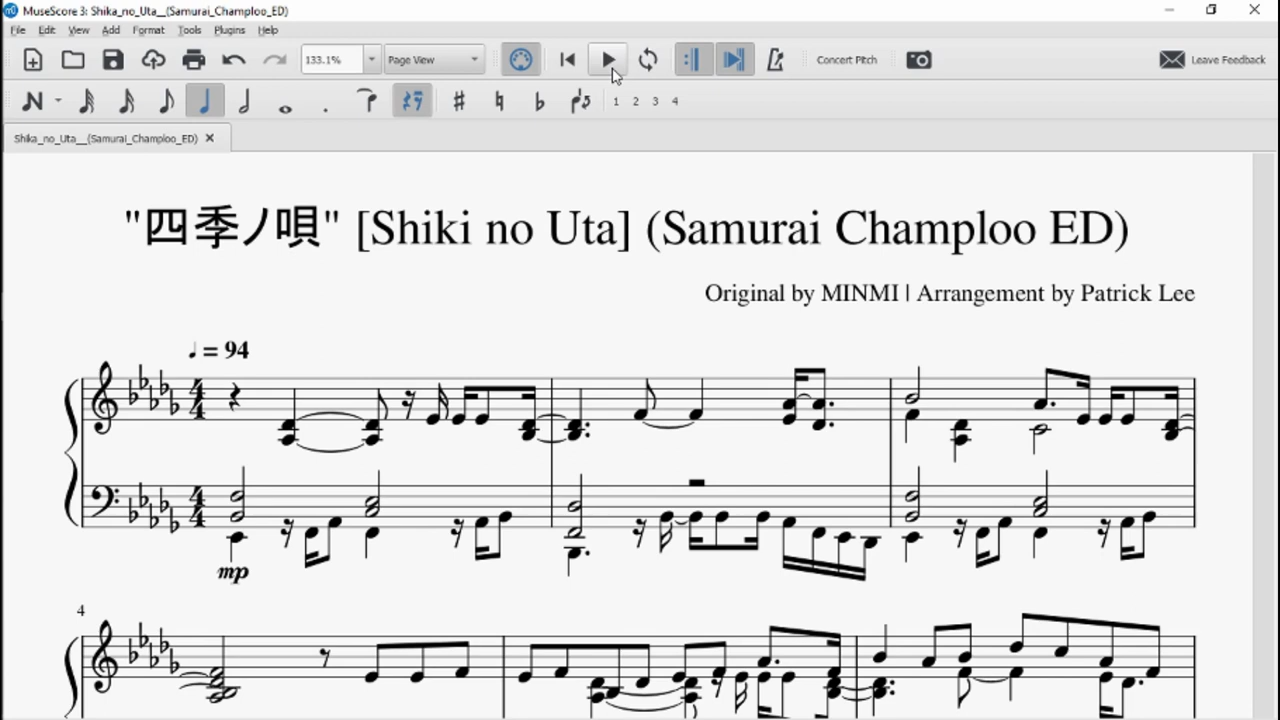 MuseScore 3: Shika_no_Uta__(Samurai_Champloo_ED)
File Edit View Add Format Tools Plugins Help
133.1% Page View Concert Pitch Leave Feedback
1 2 3 4
Shika_no_Uta__(Samurai_Champloo_ED)
"四季ノ唄" [Shiki no Uta] (Samurai Champloo ED)
Original by MINMI | Arrangement by Patrick Lee
♩ = 94
mp
4